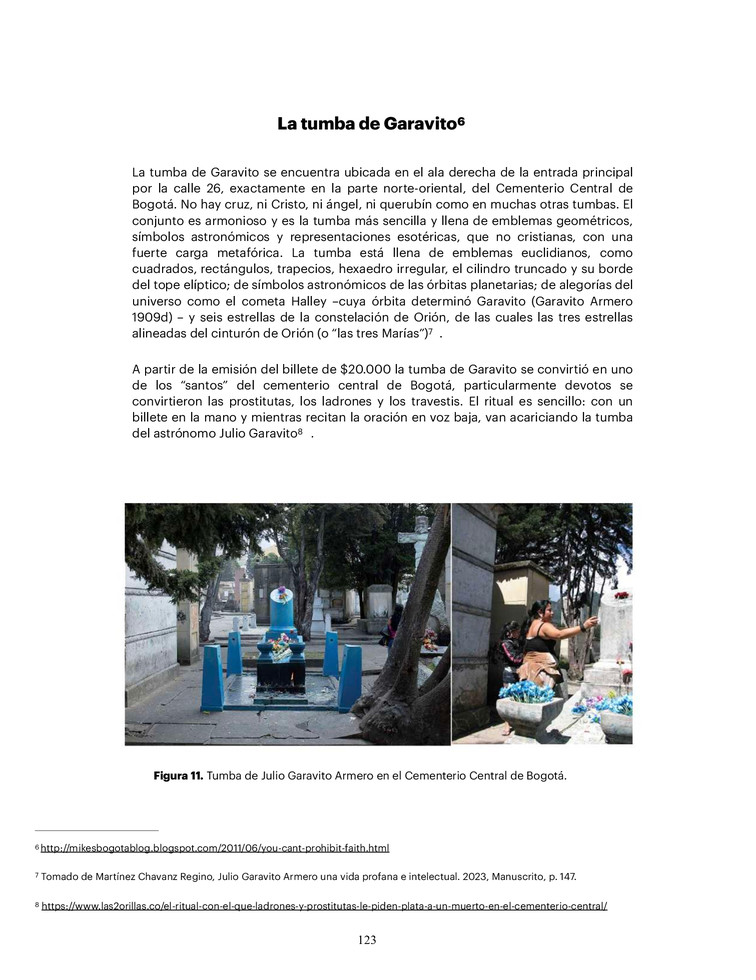 La tumba de Garavito⁶
La tumba de Garavito se encuentra ubicada en el ala derecha de la entrada principal
por la calle 26, exactamente en la parte norte-oriental, del Cementerio Central de
Bogotá. No hay cruz, ni Cristo, ni ángel, ni querubín como en muchas otras tumbas. El
conjunto es armonioso y es la tumba más sencilla y llena de emblemas geométricos,
símbolos astronómicos y representaciones esotéricas, que no cristianas, con una
fuerte carga metafórica. La tumba está llena de emblemas euclidianos, como
cuadrados, rectángulos, trapecios, hexaedro irregular, el cilindro truncado y su borde
del tope elíptico; de símbolos astronómicos de las órbitas planetarias; de alegorías del
universo como el cometa Halley –cuya órbita determinó Garavito (Garavito Armero
1909d) – y seis estrellas de la constelación de Orión, de las cuales las tres estrellas
alineadas del cinturón de Orión (o “las tres Marías”)⁷ .
A partir de la emisión del billete de $20.000 la tumba de Garavito se convirtió en uno
de los “santos” del cementerio central de Bogotá, particularmente devotos se
convirtieron las prostitutas, los ladrones y los travestis. El ritual es sencillo: con un
billete en la mano y mientras recitan la oración en voz baja, van acariciando la tumba
del astrónomo Julio Garavito⁸ .
Figura 11. Tumba de Julio Garavito Armero en el Cementerio Central de Bogotá.
⁶ http://mikesbogotablog.blogspot.com/2011/06/you-cant-prohibit-faith.html
⁷ Tomado de Martínez Chavanz Regino, Julio Garavito Armero una vida profana e intelectual. 2023, Manuscrito, p. 147.
⁸ https://www.las2orillas.co/el-ritual-con-el-que-ladrones-y-prostitutas-le-piden-plata-a-un-muerto-en-el-cementerio-central/
123